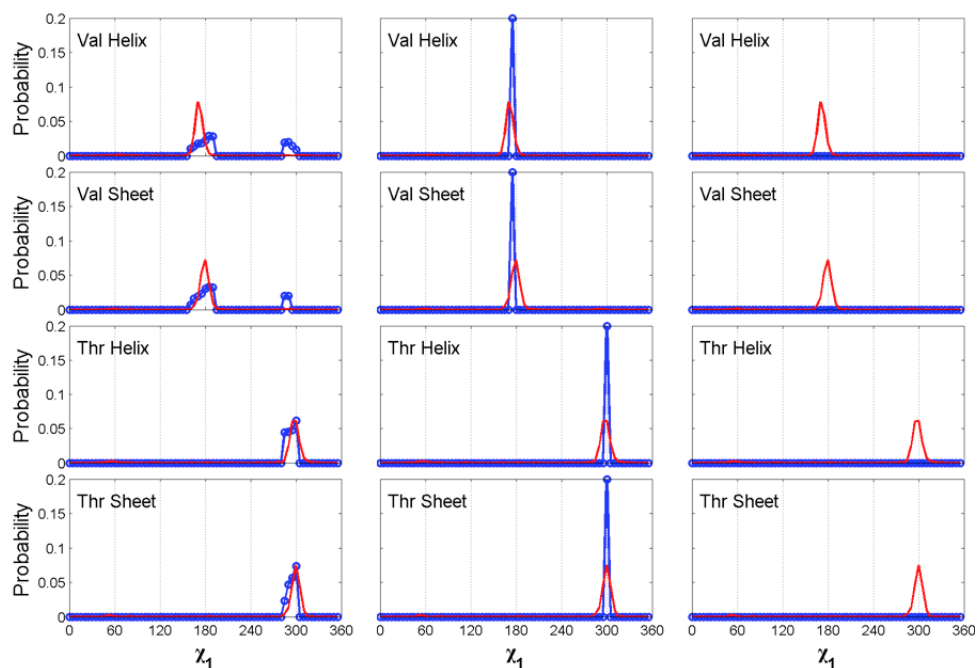 0.2
0.15
0.1
0.05
0
Probability
Val Helix
Val Helix
Val Helix
0.2
0.15
0.1
0.05
0
Probability
Val Sheet
Val Sheet
Val Sheet
0.2
0.15
0.1
0.05
0
Probability
Thr Helix
Thr Helix
Thr Helix
0.2
0.15
0.1
0.05
0
Probability
Thr Sheet
Thr Sheet
Thr Sheet
0 60 120 180 240 300 360
0 60 120 180 240 300 360
0 60 120 180 240 300 360
χ1
χ1
χ1